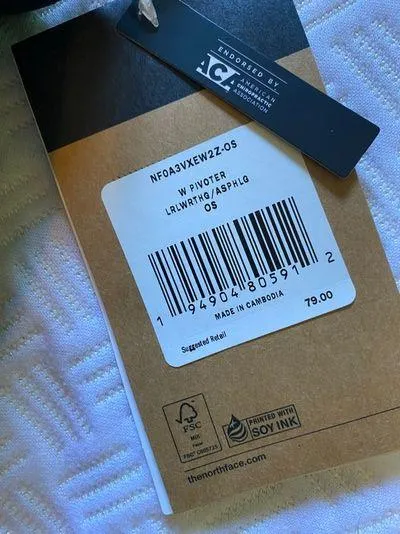 ENDORSED BY
AMERICAN
CHIROPRACTIC
ASSOCIATION
NF0A3VXEW2Z-OS
W PIVOTER
LRLWRTHG/ASPHLG
OS
1 94904 80591 2
MADE IN CAMBODIA
79.00
Suggested Retail
FSC
MIX
Paper
PRINTED WITH
SOY INK
thenorthface.com